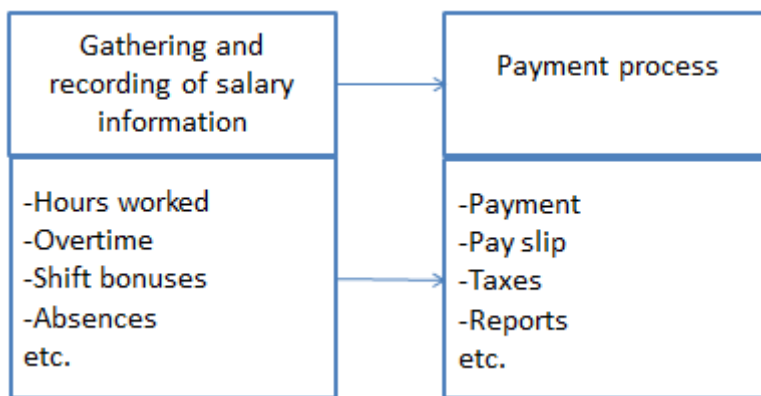 Gathering and
recording of salary
information
Payment process
-Hours worked
-Overtime
-Shift bonuses
-Absences
etc.
-Payment
-Pay slip
-Taxes
-Reports
etc.